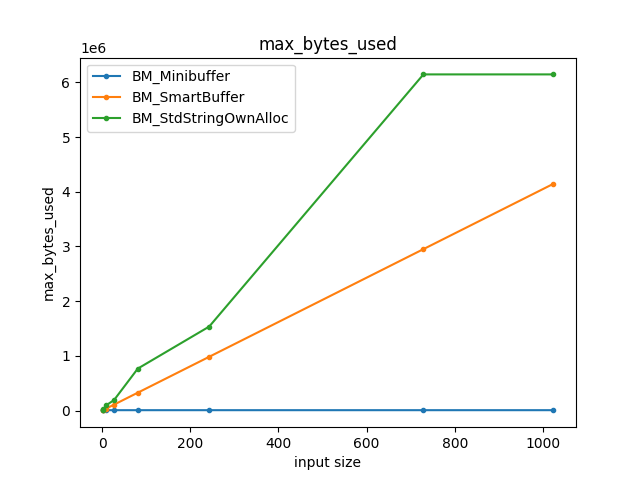 max_bytes_used
1e6
BM_Minibuffer
BM_SmartBuffer
BM_StdStringOwnAlloc
6
5
4
3
2
1
0
max_bytes_used
0 200 400 600 800 1000
input size